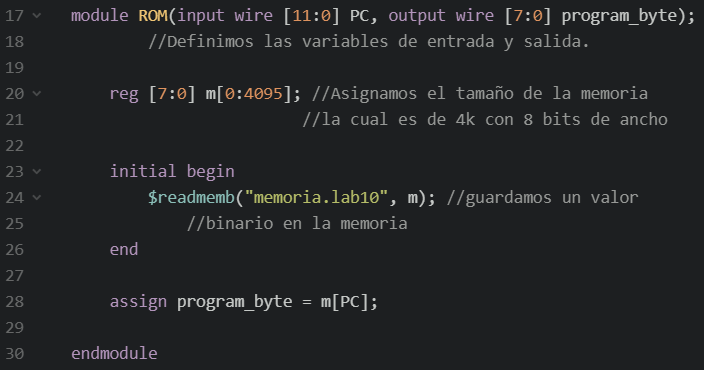 17 module ROM(input wire [11:0] PC, output wire [7:0] program_byte);
18 //Definimos las variables de entrada y salida.
19
20 reg [7:0] m[0:4095]; //Asignamos el tamaño de la memoria
21 //la cual es de 4k con 8 bits de ancho
22
23 initial begin
24 $readmemb("memoria.lab10", m); //guardamos un valor
25 //binario en la memoria
26 end
27
28 assign program_byte = m[PC];
29
30 endmodule